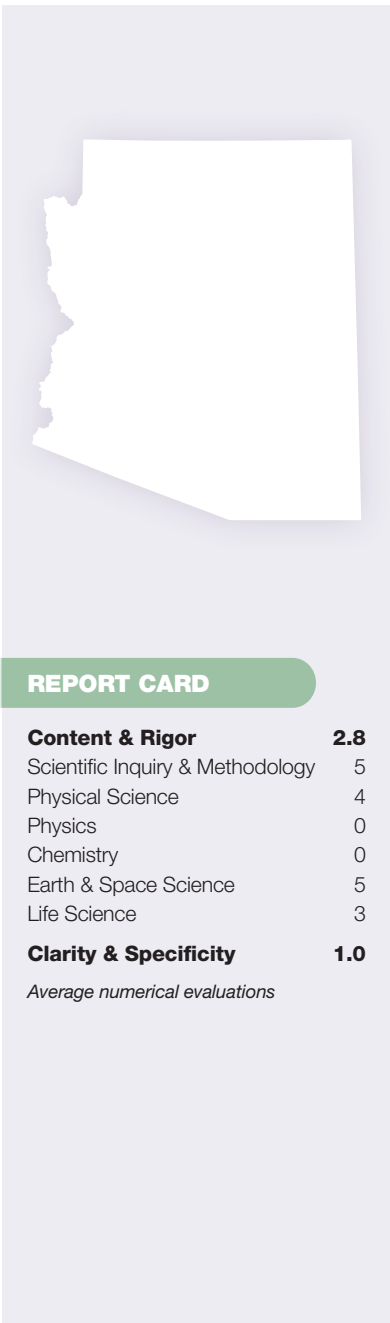 REPORT CARD
Content & Rigor 2.8
Scientific Inquiry & Methodology 5
Physical Science 4
Physics 0
Chemistry 0
Earth & Space Science 5
Life Science 3
Clarity & Specificity 1.0
Average numerical evaluations